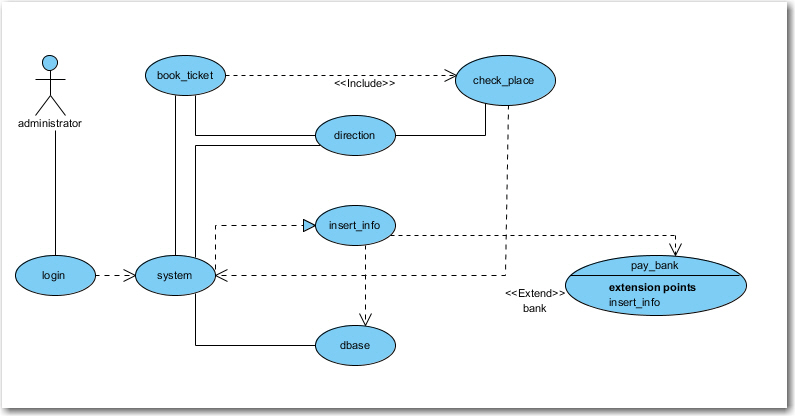 book_ticket
<<Include>>
check_place
administrator
direction
insert_info
login
system
pay_bank
extension points
insert_info
<<Extend>>
bank
dbase